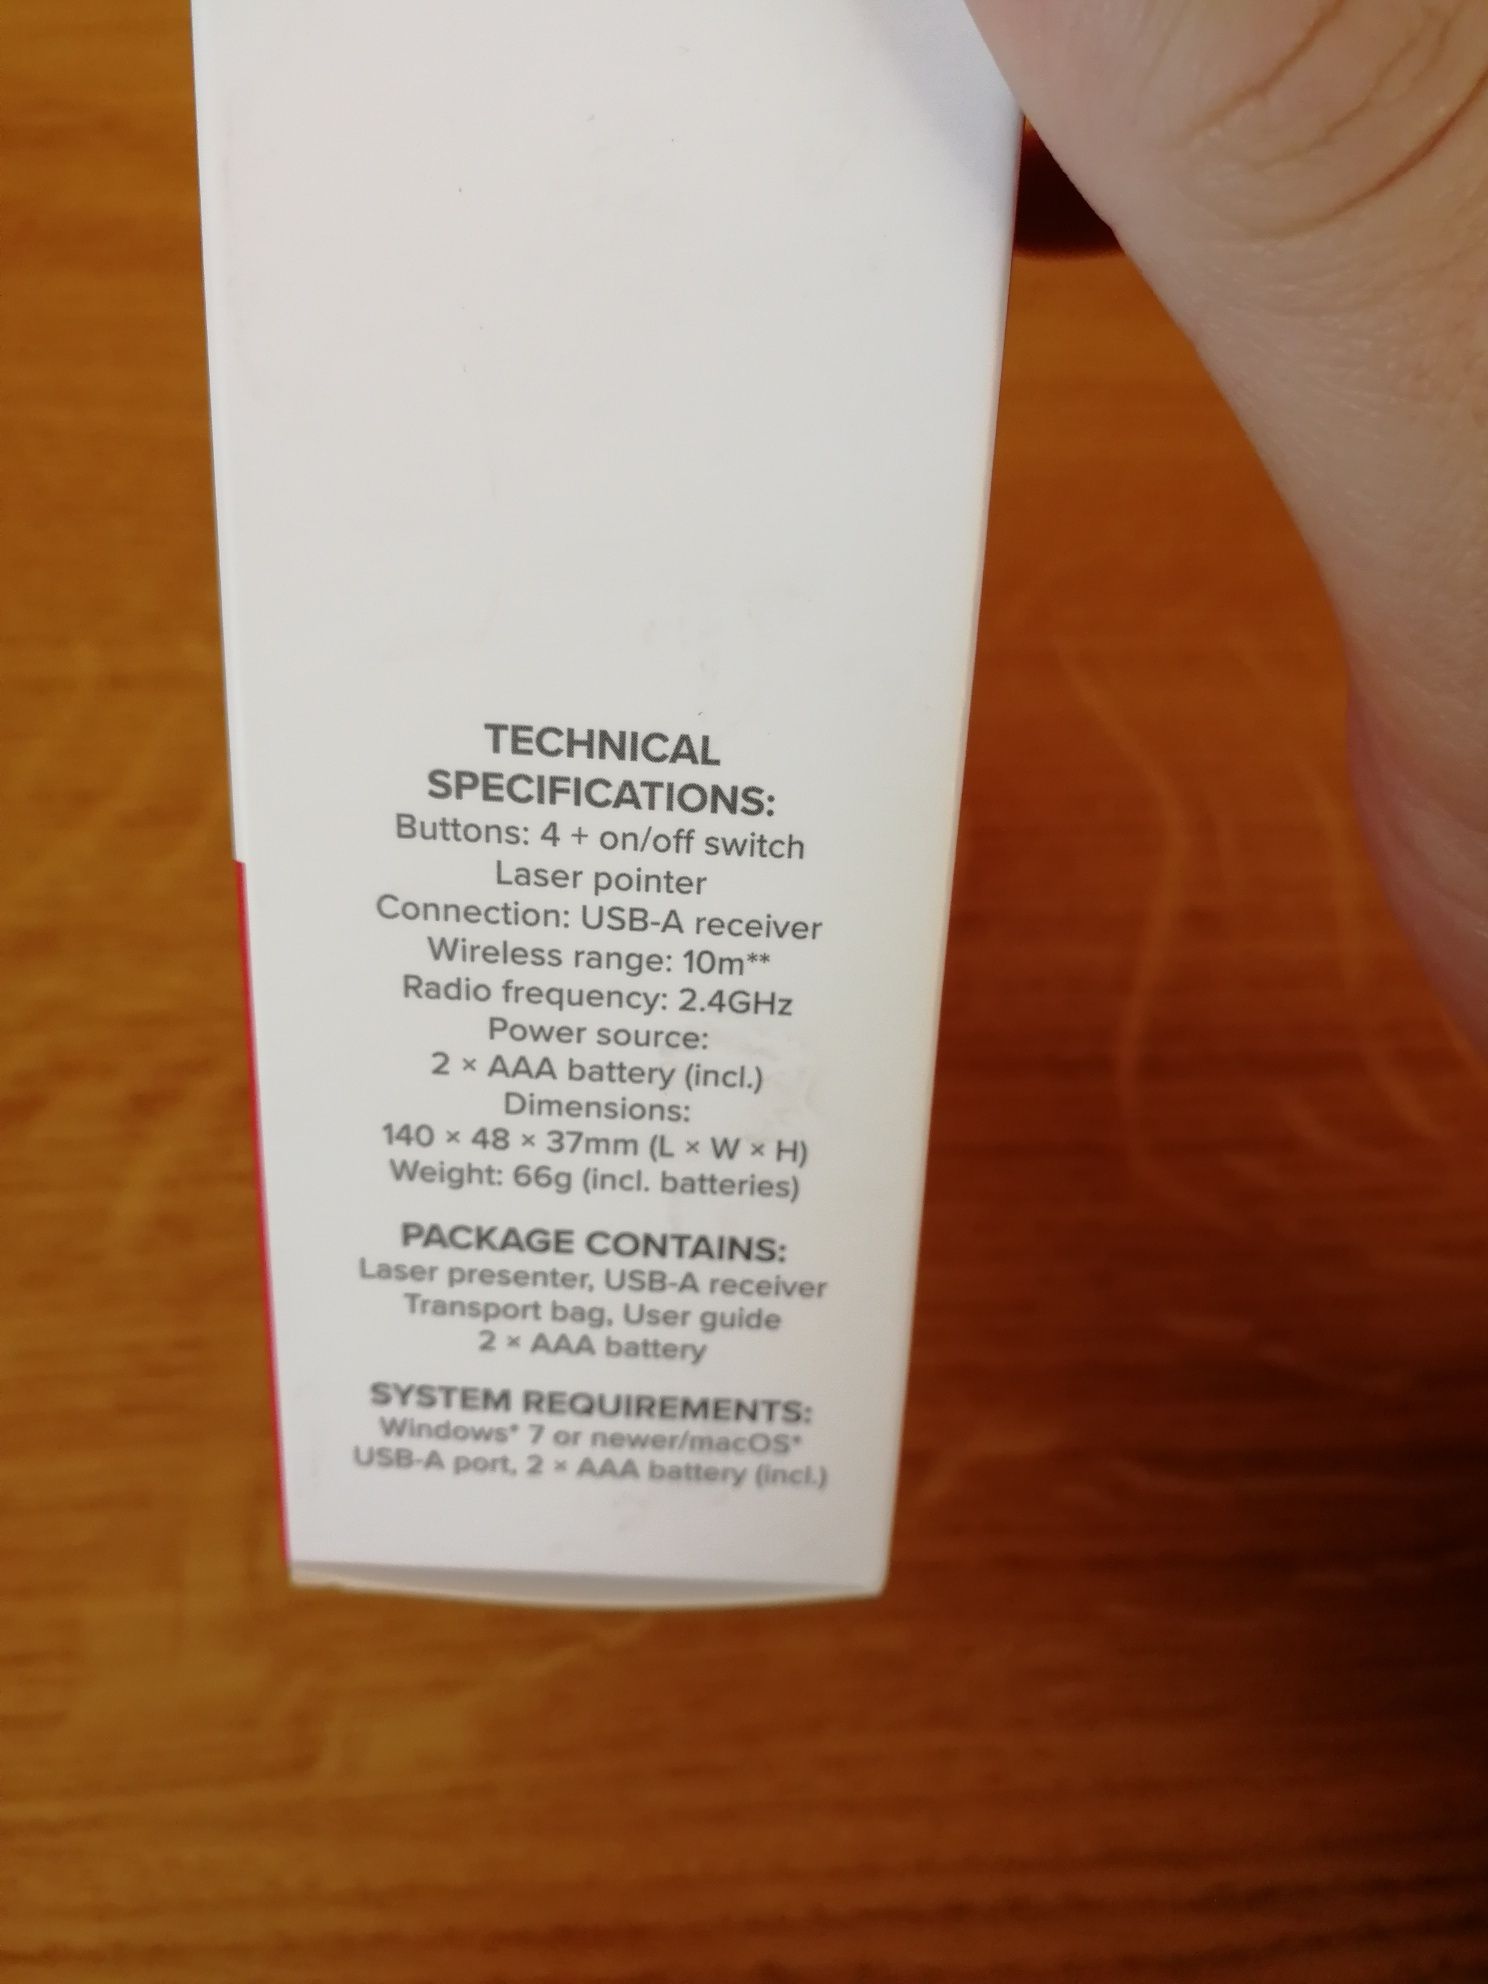 TECHNICAL
SPECIFICATIONS:
Buttons: 4 + on/off switch
Laser pointer
Connection: USB-A receiver
Wireless range: 10m**
Radio frequency: 2.4GHz
Power source:
2 × AAA battery (incl.)
Dimensions:
140 × 48 × 37mm (L × W × H)
Weight: 66g (incl. batteries)
PACKAGE CONTAINS:
Laser presenter, USB-A receiver
Transport bag, User guide
2 × AAA battery
SYSTEM REQUIREMENTS:
Windows* 7 or newer/macOS*
USB-A port, 2 × AAA battery (incl.)